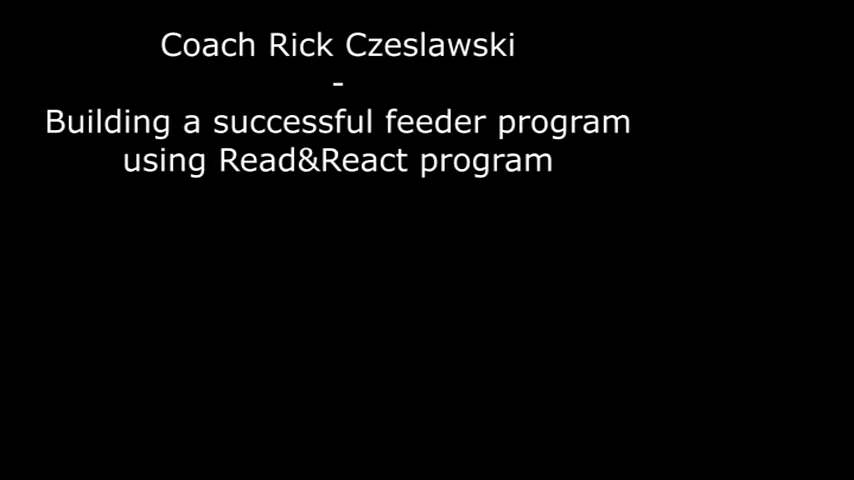 Coach Rick Czeslawski
-
Building a successful feeder program
using Read&React program